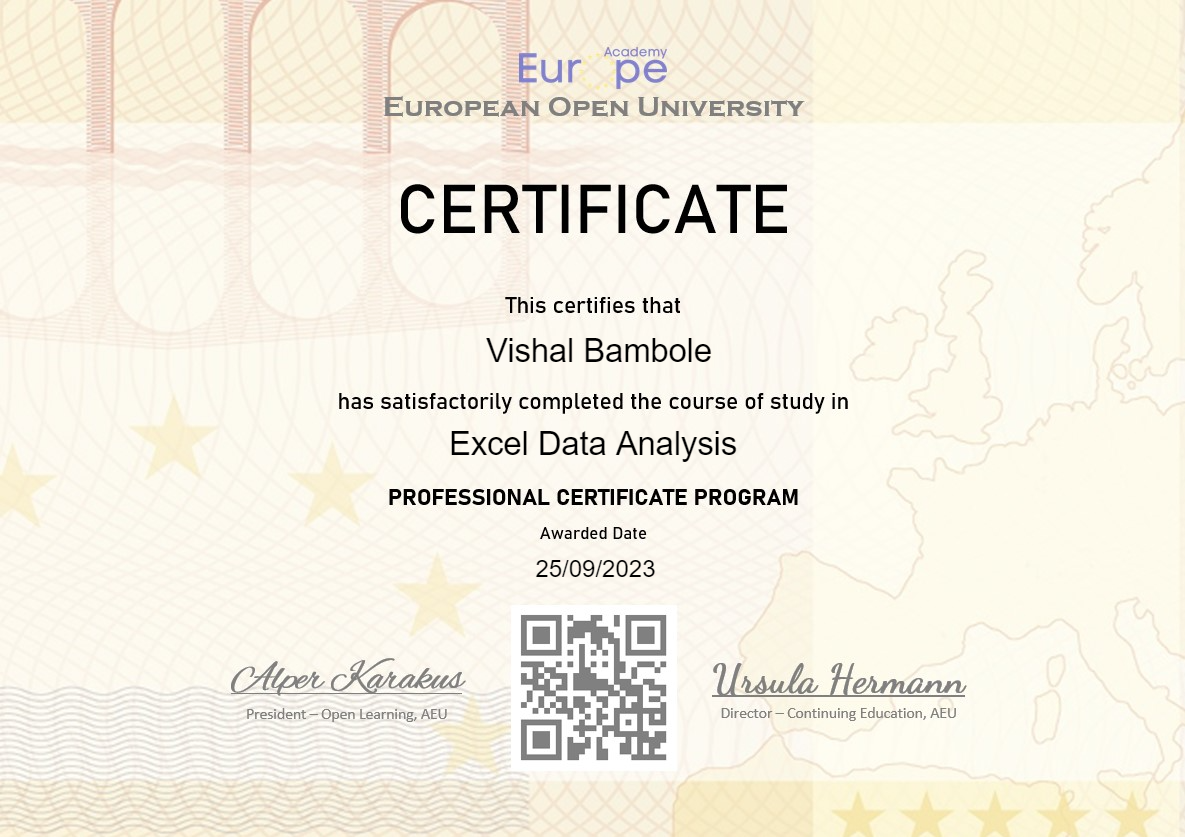 Academy
Europe
European Open University
CERTIFICATE
This certifies that
Vishal Bambole
has satisfactorily completed the course of study in
Excel Data Analysis
PROFESSIONAL CERTIFICATE PROGRAM
Awarded Date
25/09/2023
Alper Karakus
President – Open Learning, AEU
Ursula Hermann
Director – Continuing Education, AEU